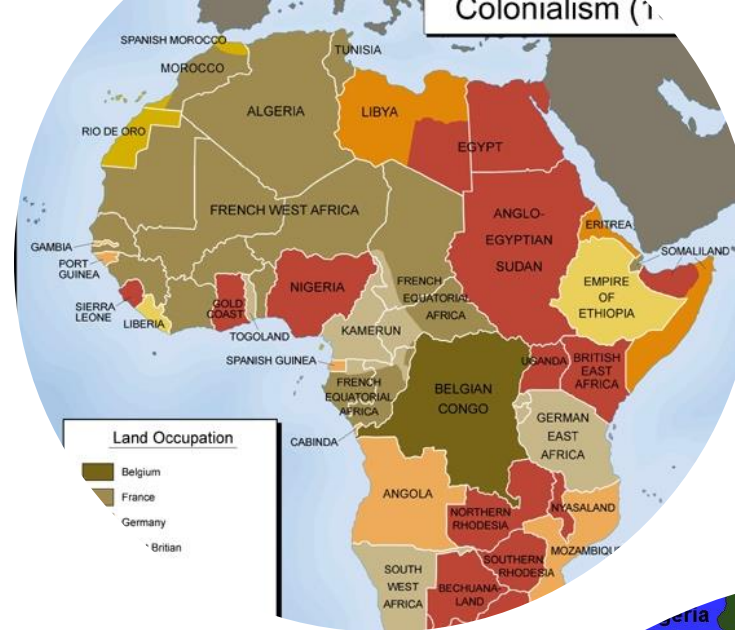 Colonialism (1
SPANISH MOROCCO
TUNISIA
MOROCCO
ALGERIA
LIBYA
RIO DE ORO
EGYPT
FRENCH WEST AFRICA
ANGLO-
EGYPTIAN
SUDAN
ERITREA
GAMBIA
SOMALILAND
PORT
GUINEA
NIGERIA
FRENCH
EQUATORIAL
AFRICA
EMPIRE
OF
ETHIOPIA
SIERRA
LEONE
LIBERIA
GOLD
COAST
TOGOLAND
KAMERUN
SPANISH GUINEA
UGANDA
BRITISH
EAST
AFRICA
FRENCH
EQUATORIAL
AFRICA
BELGIAN
CONGO
GERMAN
EAST
AFRICA
CABINDA
Land Occupation
Belgium
France
Germany
Britian
ANGOLA
NORTHERN
RHODESIA
NYASALAND
MOZAMBIQU
SOUTH
WEST
AFRICA
SOUTHERN
RHODESIA
BECHUANA-
LAND
geria